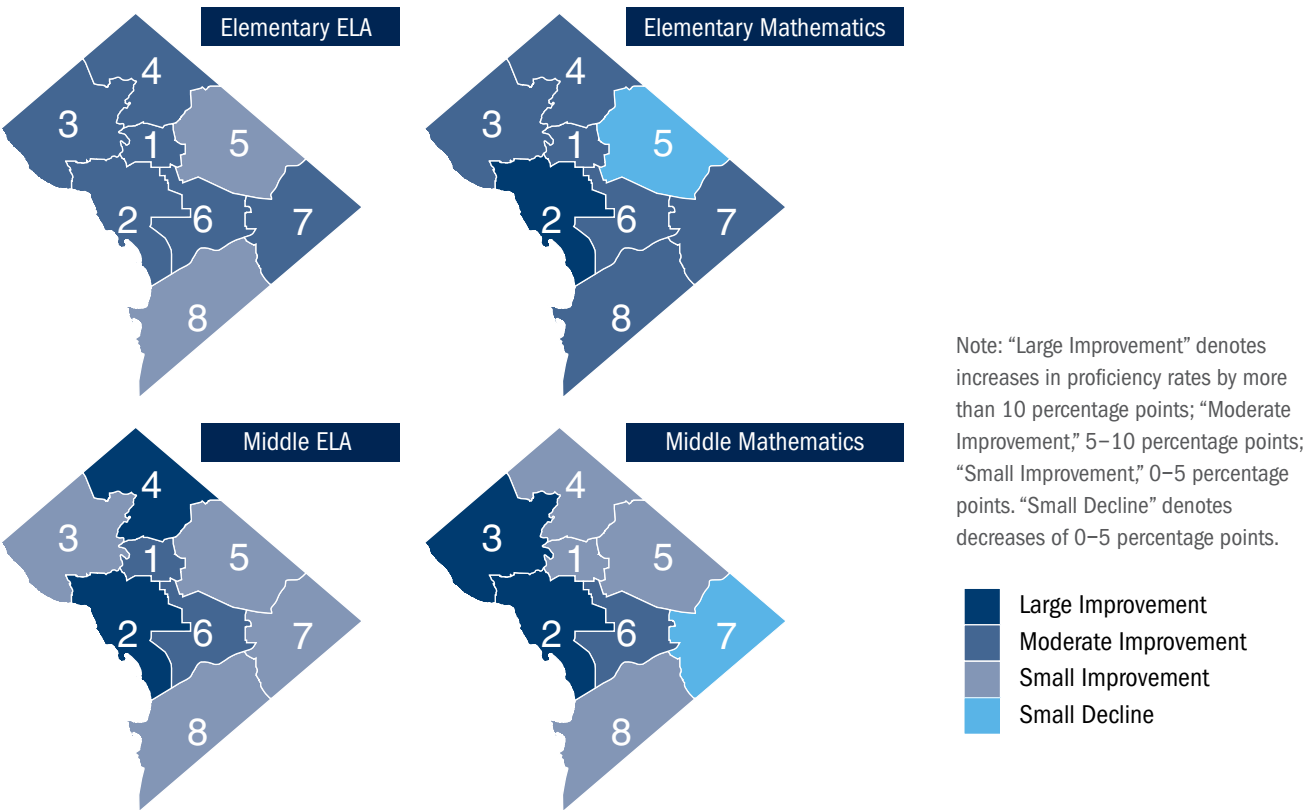 Elementary ELA
4
3
1
5
2
6
7
8
Elementary Mathematics
4
3
1
5
2
6
7
8
Middle ELA
4
3
1
5
2
6
7
8
Middle Mathematics
4
3
1
5
2
6
7
8
Note: “Large Improvement” denotes
increases in proficiency rates by more
than 10 percentage points; “Moderate
Improvement,” 5–10 percentage points;
“Small Improvement,” 0–5 percentage
points. “Small Decline” denotes
decreases of 0–5 percentage points.
Large Improvement
Moderate Improvement
Small Improvement
Small Decline